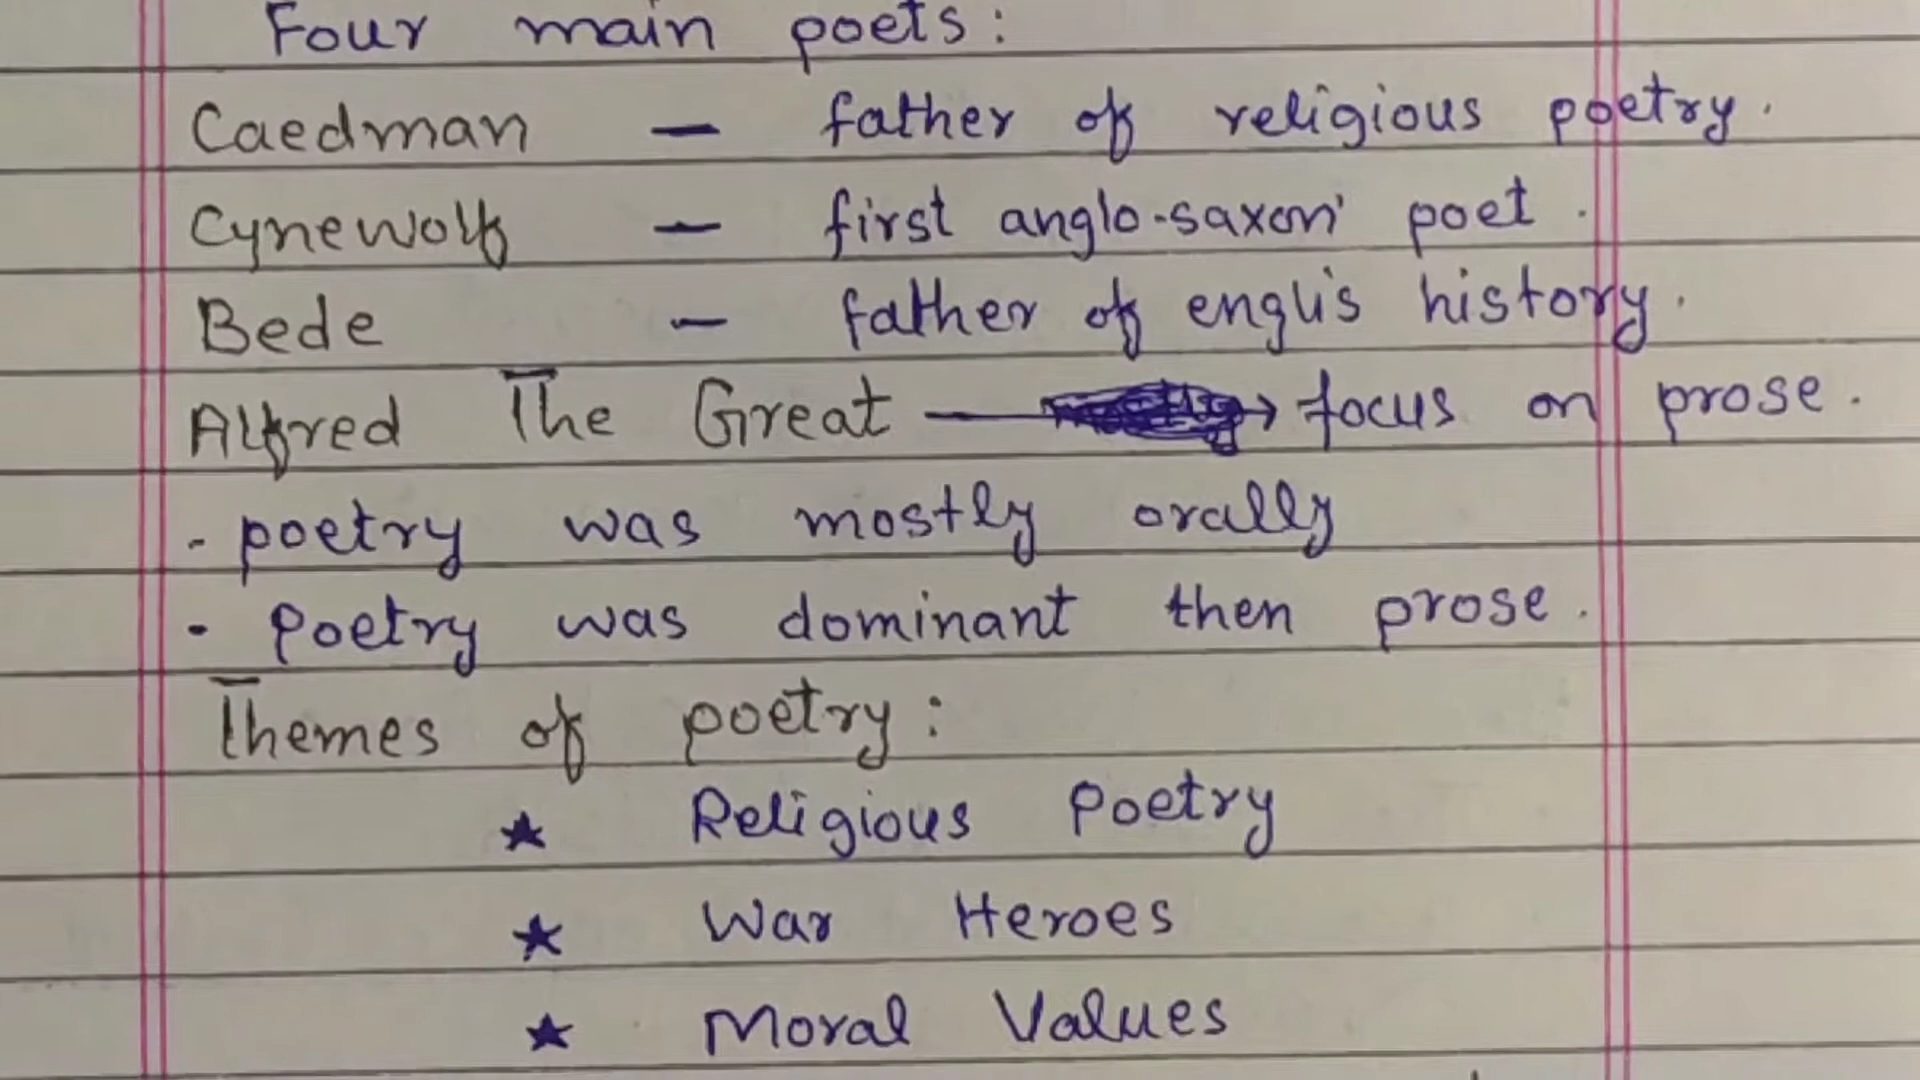 Four main poets:
Caedman — father of religious poetry.
Cynewolf — first anglo-saxon poet.
Bede — father of englis history.
Alfred The Great → focus on prose.
- poetry was mostly orally
- Poetry was dominant then prose.
Themes of poetry:
★ Religious Poetry
★ War Heroes
★ Moral Values